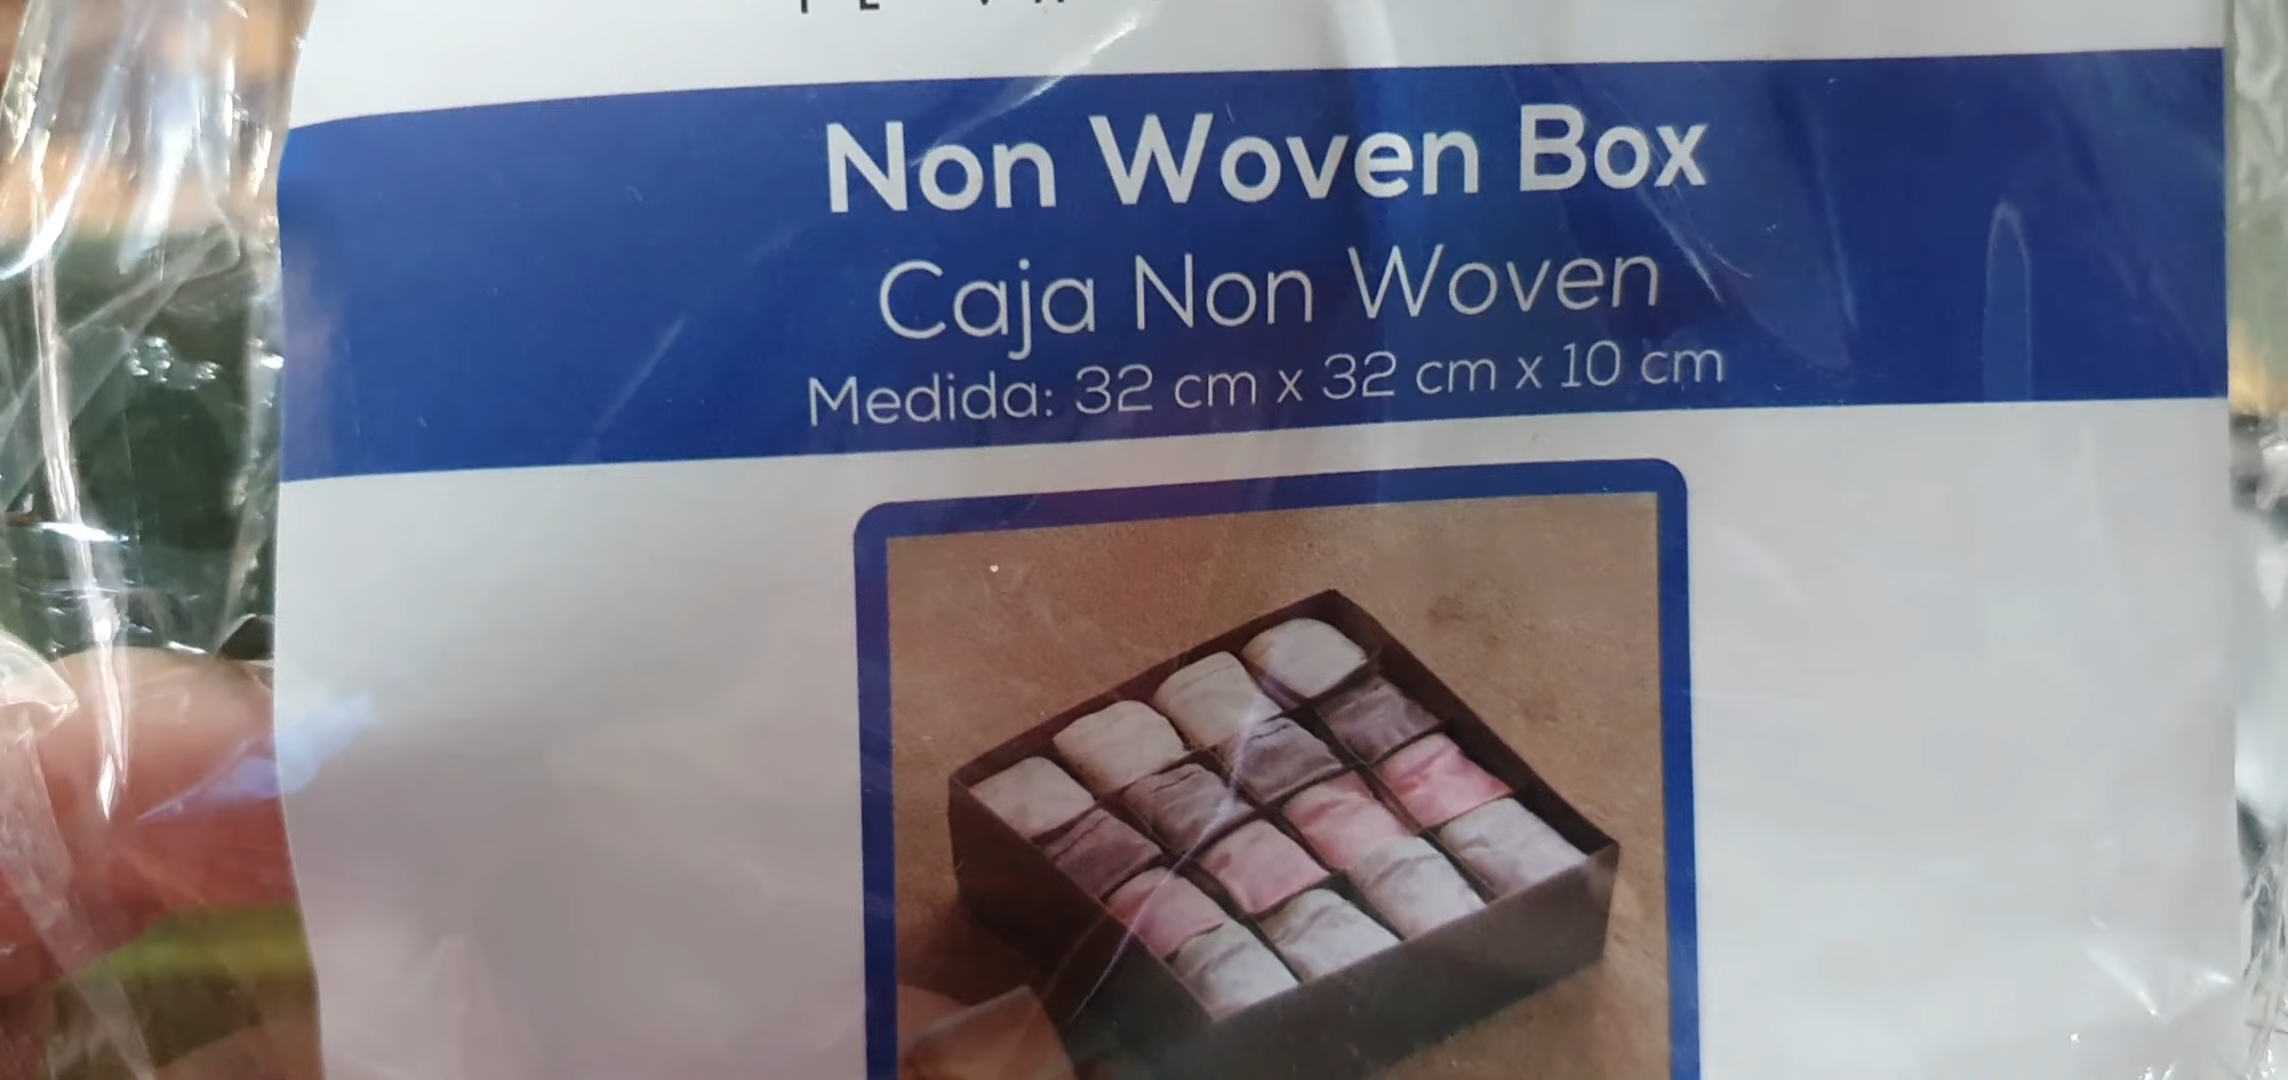 Non Woven Box
Caja Non Woven
Medida: 32 cm x 32 cm x 10 cm